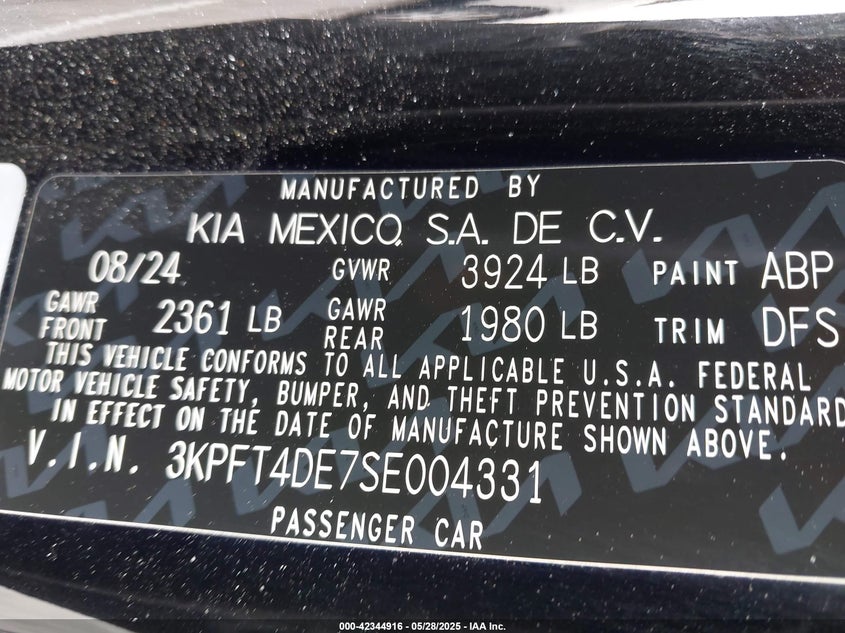 MANUFACTURED BY
KIA MEXICO, S.A. DE C.V.
08/24 GVWR 3924 LB PAINT ABP
GAWR FRONT 2361 LB GAWR REAR 1980 LB TRIM DFS
THIS VEHICLE CONFORMS TO ALL APPLICABLE U.S.A. FEDERAL
MOTOR VEHICLE SAFETY, BUMPER, AND THEFT PREVENTION STANDARD
IN EFFECT ON THE DATE OF MANUFACTURE SHOWN ABOVE.
V.I.N. 3KPFT4DE7SE004331
PASSENGER CAR
000-42344916 - 05/28/2025 - IAA Inc.